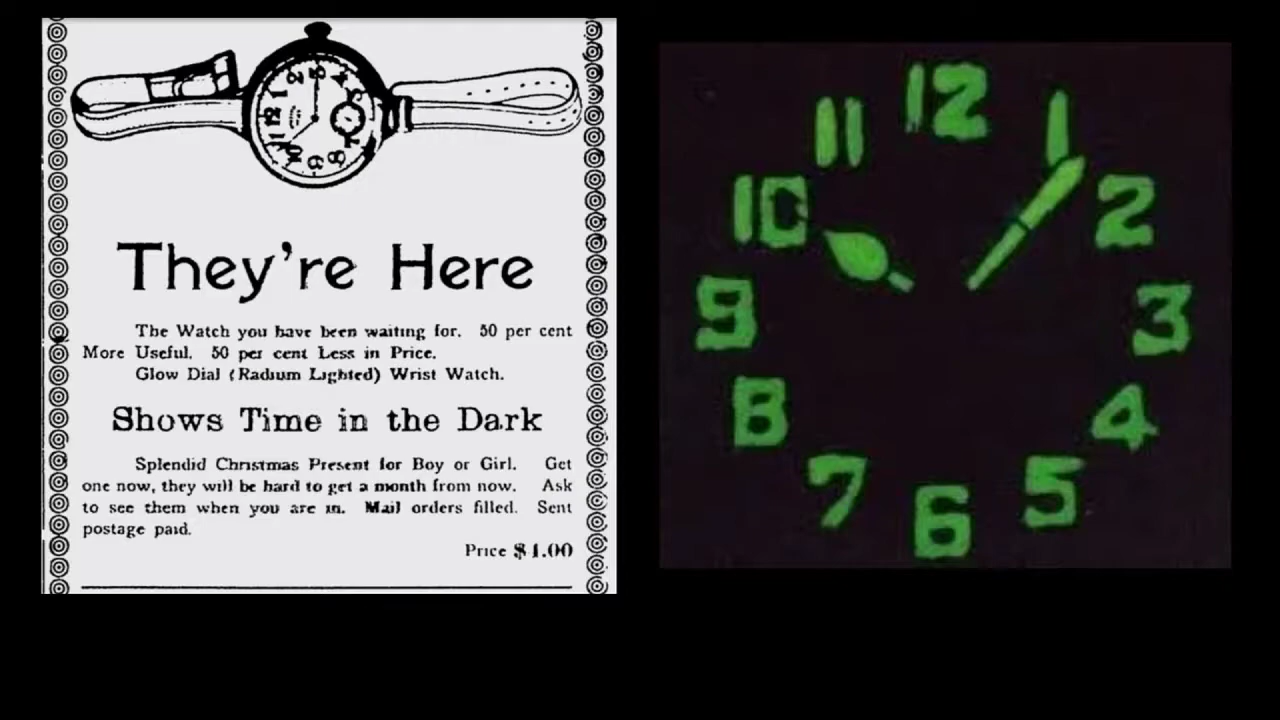 They're Here
The Watch you have been waiting for. 50 per cent
More Useful. 50 per cent Less in Price.
Glow Dial (Radium Lighted) Wrist Watch.
Shows Time in the Dark
Splendid Christmas Present for Boy or Girl. Get
one now, they will be hard to get a month from now. Ask
to see them when you are in. Mail orders filled. Sent
postage paid.
Price $4.00
12
11
1
10
2
9
3
8
4
7
5
6